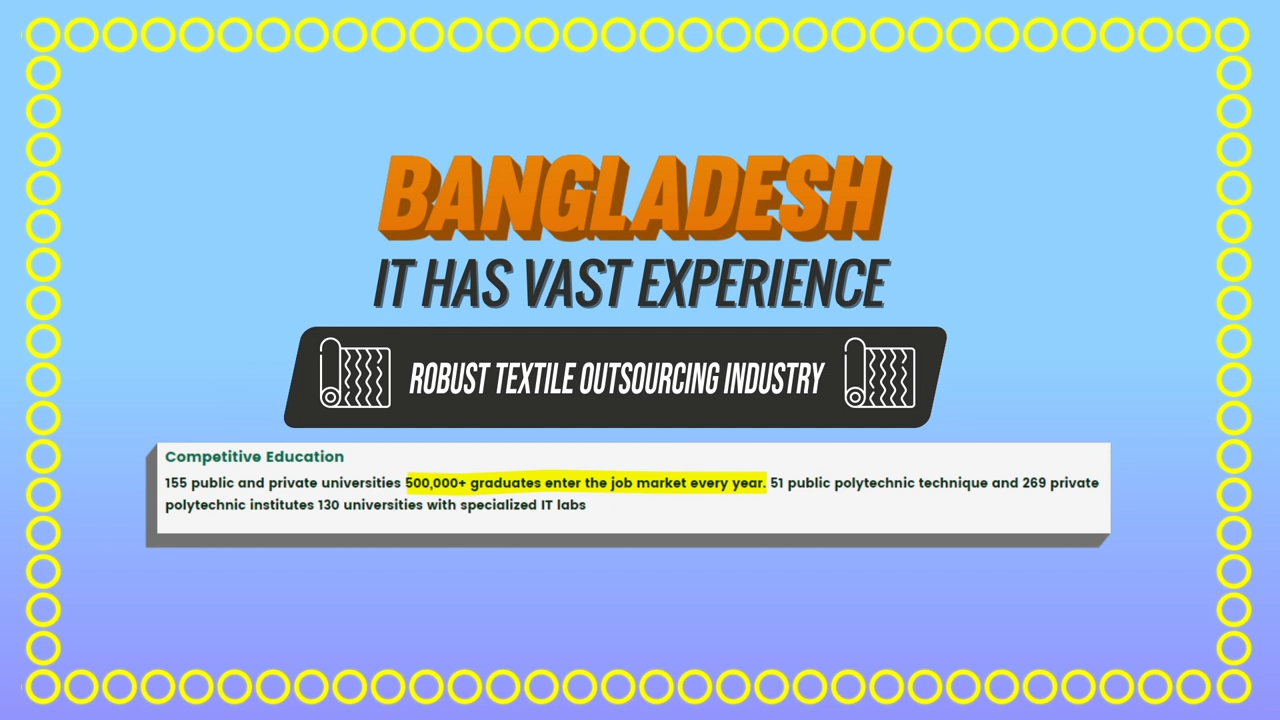 BANGLADESH
IT HAS VAST EXPERIENCE
ROBUST TEXTILE OUTSOURCING INDUSTRY
Competitive Education
155 public and private universities 500,000+ graduates enter the job market every year. 51 public polytechnic technique and 269 private
polytechnic institutes 130 universities with specialized IT labs